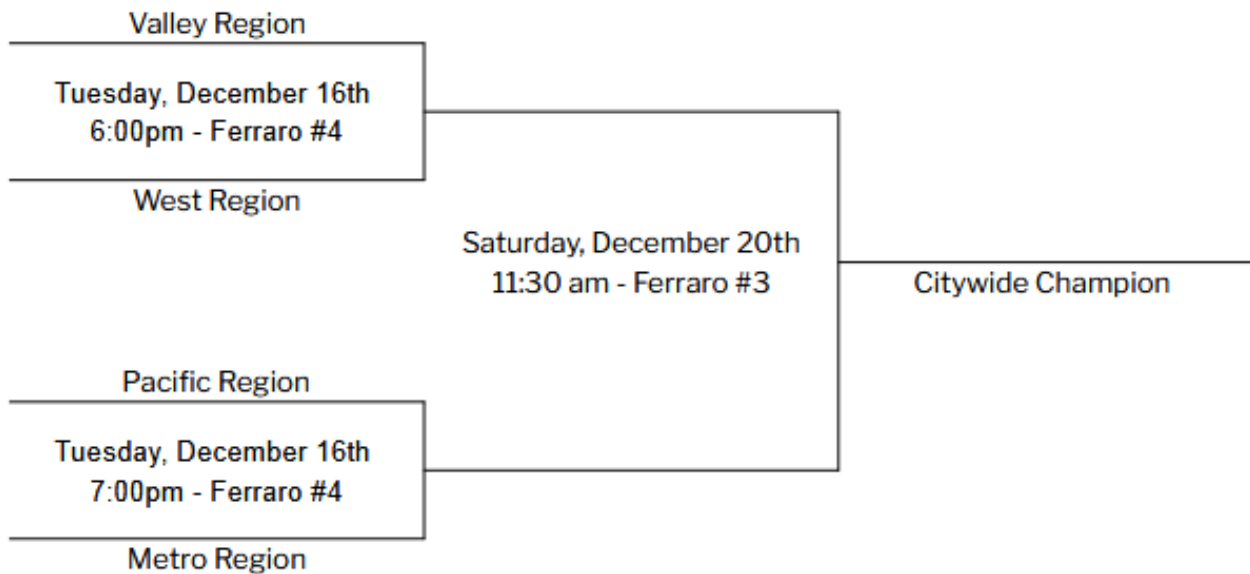 Valley Region
Tuesday, December 16th
6:00pm - Ferraro #4
West Region
Saturday, December 20th
11:30 am - Ferraro #3
Citywide Champion
Pacific Region
Tuesday, December 16th
7:00pm - Ferraro #4
Metro Region